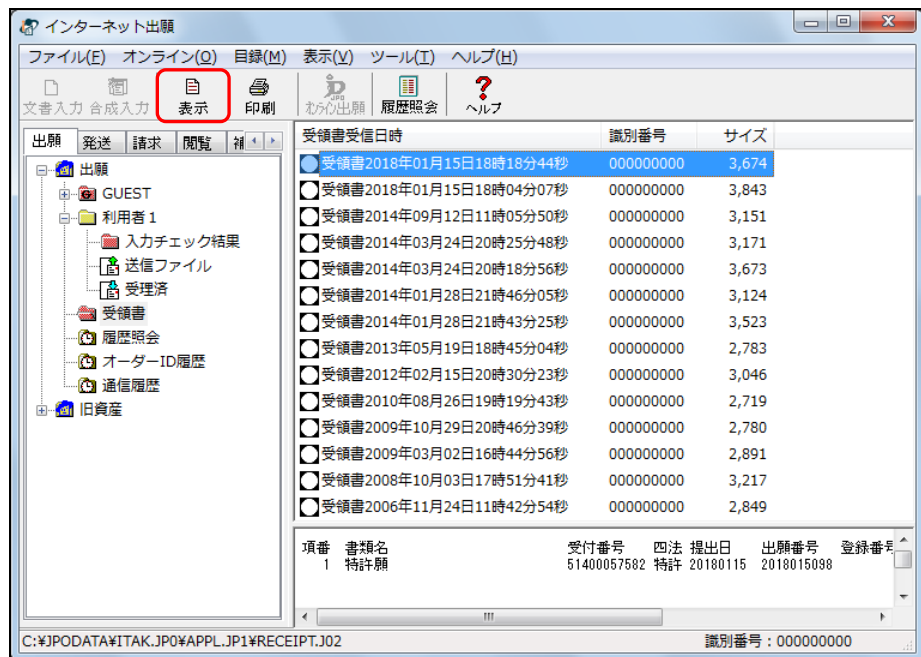 インターネット出願
ファイル(F) オンライン(O) 目録(M) 表示(V) ツール(T) ヘルプ(H)
文書入力 合成入力 表示 印刷 むらの出願 履歴照会 ヘルプ
出願 発送 請求 閲覧 補
出願
GUEST
利用者1
入力チェック結果
送信ファイル
受理済
受領書
履歴照会
オーダーID履歴
通信履歴
旧資産
受領書受信日時 識別番号 サイズ
受領書2018年01月15日18時18分44秒 000000000 3,674
受領書2018年01月15日18時04分07秒 000000000 3,843
受領書2014年09月12日11時05分50秒 000000000 3,151
受領書2014年03月24日20時25分48秒 000000000 3,171
受領書2014年03月24日20時18分56秒 000000000 3,673
受領書2014年01月28日21時46分05秒 000000000 3,124
受領書2014年01月28日21時43分25秒 000000000 3,523
受領書2013年05月19日18時45分04秒 000000000 2,783
受領書2012年02月15日20時30分23秒 000000000 3,046
受領書2010年08月26日19時19分43秒 000000000 2,719
受領書2009年10月29日20時46分39秒 000000000 2,780
受領書2009年03月02日16時44分56秒 000000000 2,891
受領書2008年10月03日17時51分41秒 000000000 3,217
受領書2006年11月24日11時42分54秒 000000000 2,849
項番 書類名 受付番号 四法 提出日 出願番号 登録番号
1 特許願 51400057582 特許 20180115 2018015098
C:¥JPODATA¥ITAK.JP0¥APPL.JP1¥RECEIPT.J02 識別番号：000000000